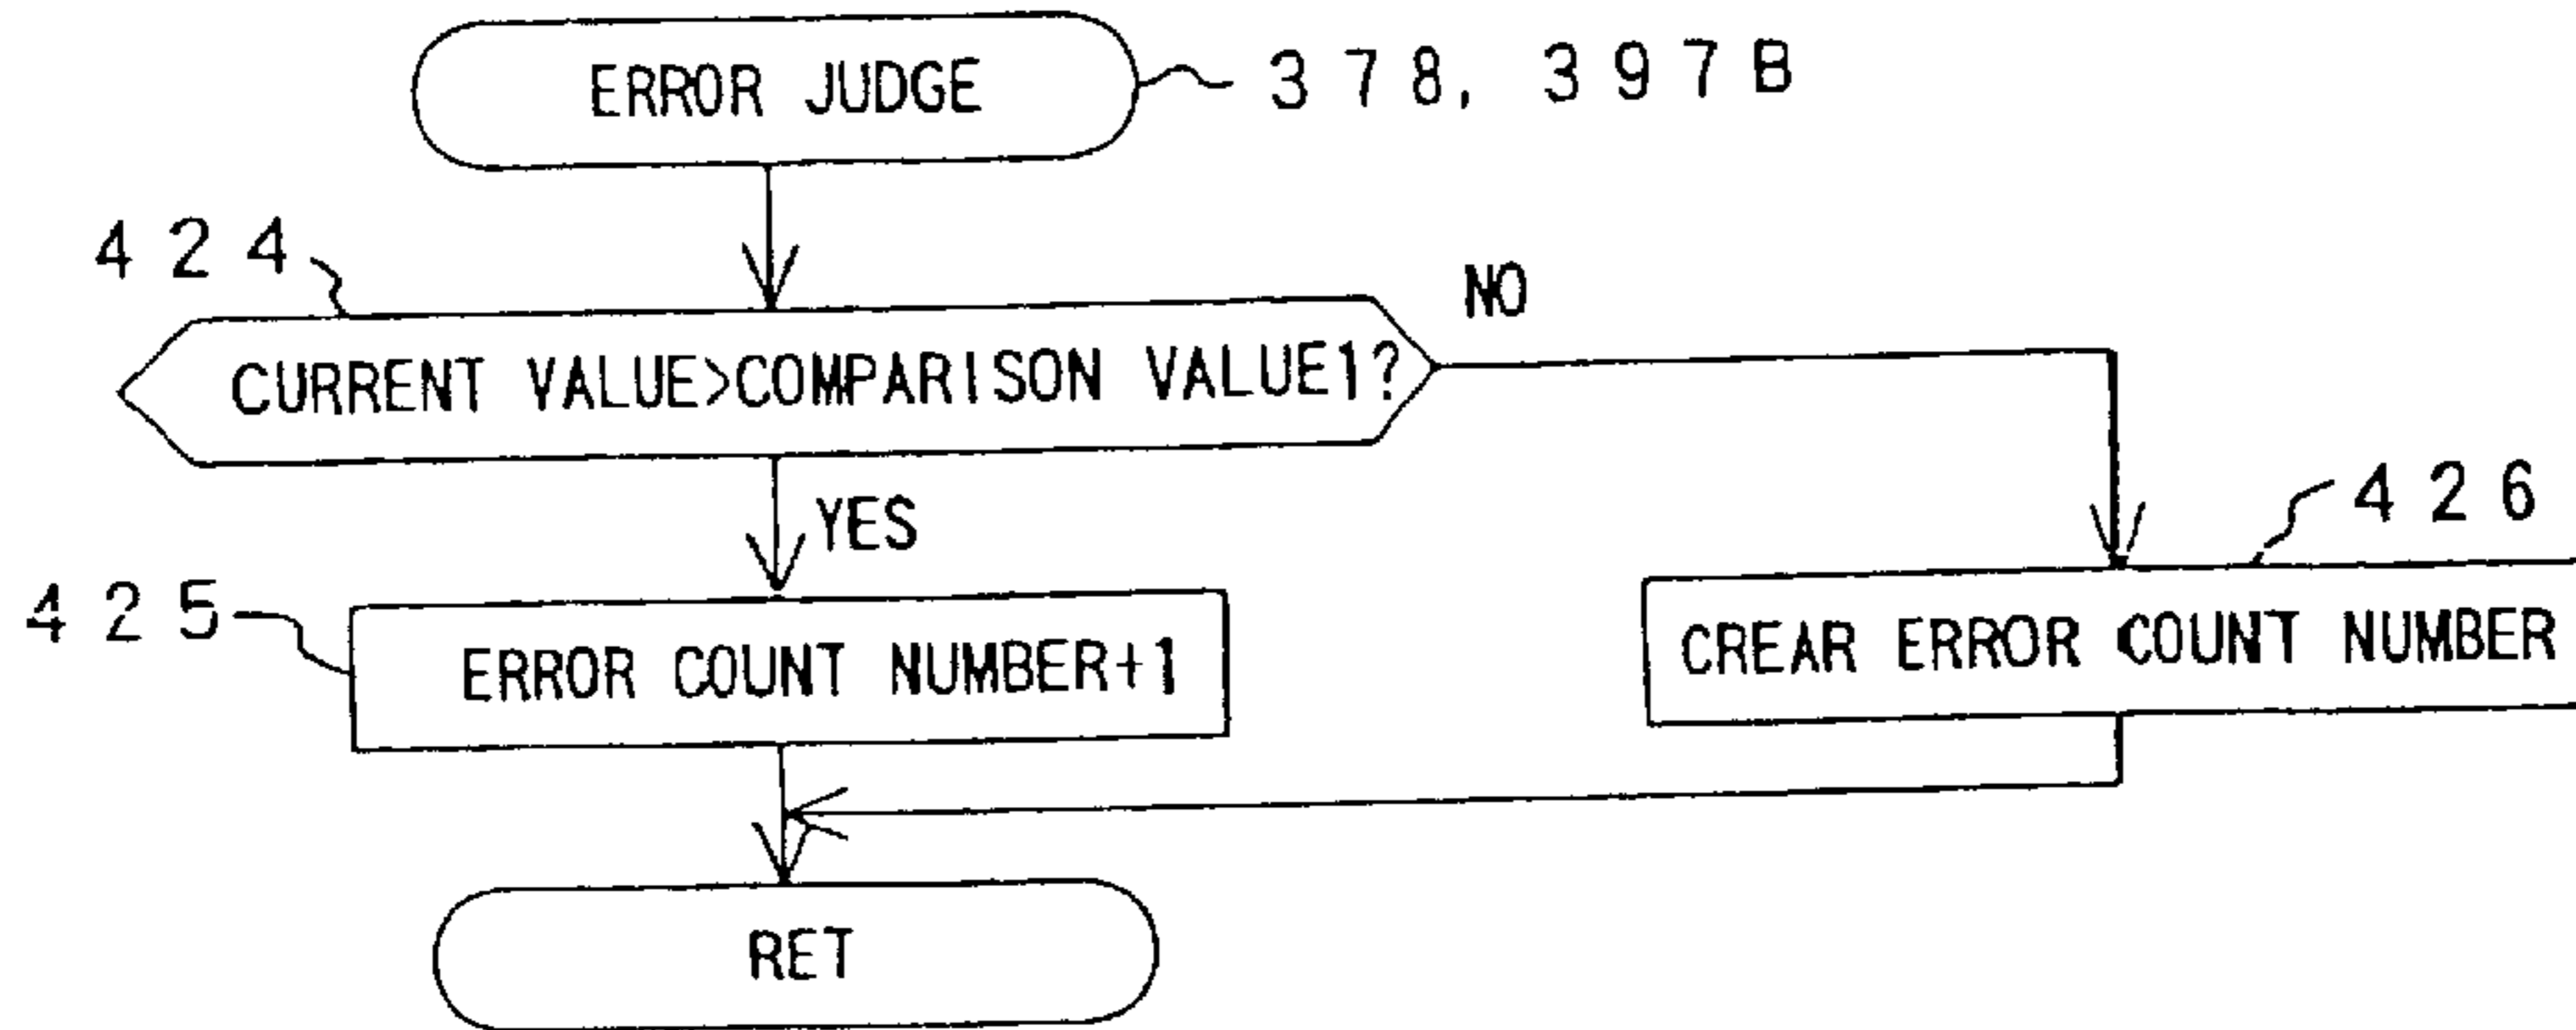 ERROR JUDGE
378, 397B
424
CURRENT VALUE>COMPARISON VALUE1?
NO
YES
425
ERROR COUNT NUMBER+1
426
CREAR ERROR COUNT NUMBER
RET